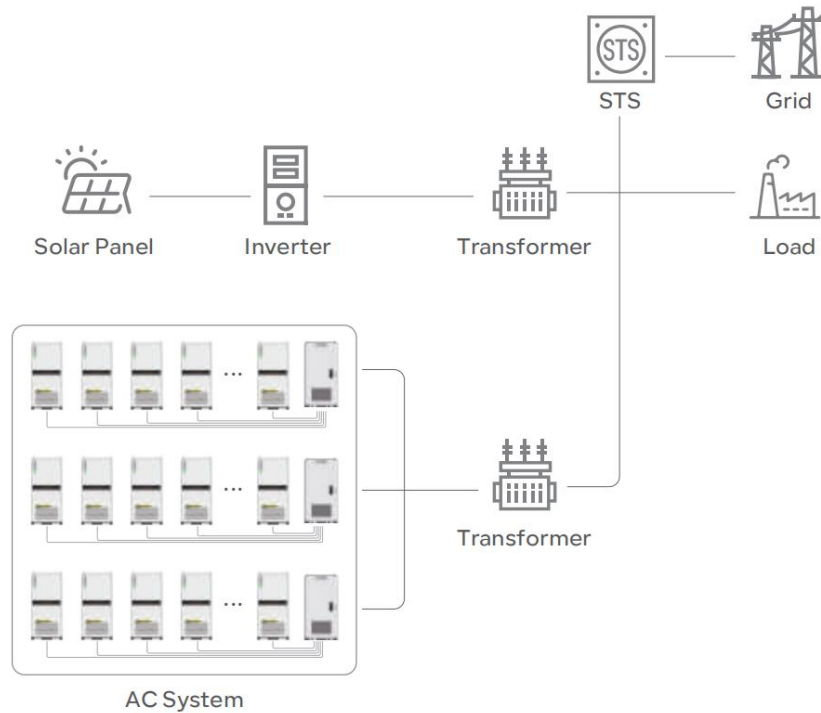 STS
STS
Grid
Solar Panel
Inverter
Transformer
Load
Transformer
AC System